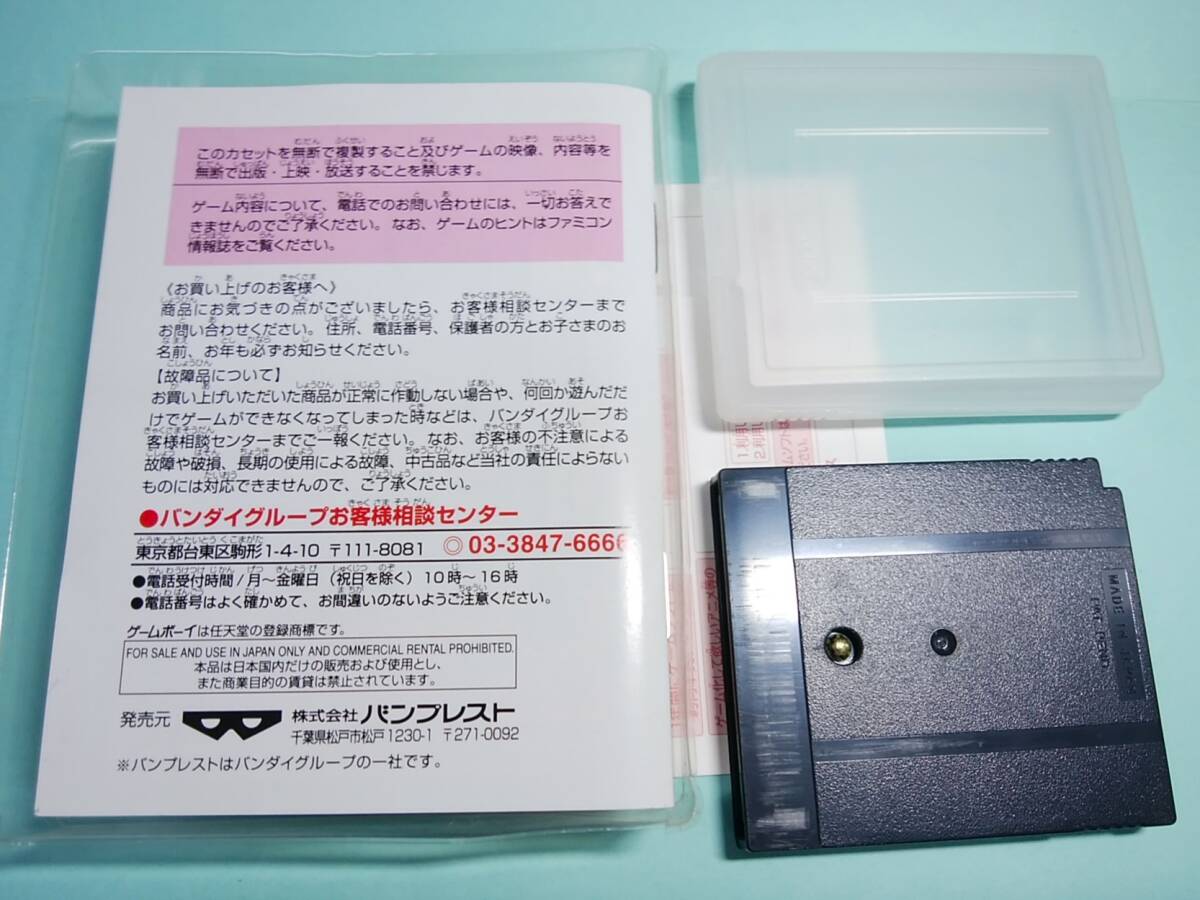 このカセットを無断で複製すること及びゲームの映像、内容等を
無断で出版・上映・放送することを禁じます。
ゲーム内容について、電話でのお問い合わせには、一切お答えで
きませんのでご了承ください。なお、ゲームのヒントはファミコン
情報誌をご覧ください。
《お買い上げのお客様へ》
商品にお気づきの点がございましたら、お客様相談センターまで
お問い合わせください。住所、電話番号、保護者の方とお子さまのお
名前、お年も必ずお知らせください。
【故障品について】
お買い上げいただいた商品が正常に作動しない場合や、何回か遊んだだ
けでゲームができなくなってしまった時などは、バンダイグループお
客様相談センターまでご一報ください。なお、お客様の不注意による
故障や破損、長期の使用による故障、中古品など当社の責任によらない
ものには対応できませんので、ご了承ください。
●バンダイグループお客様相談センター
東京都台東区駒形1-4-10 〒111-8081 ◎03-3847-6666
●電話受付時間/月〜金曜日(祝日を除く)10時〜16時
●電話番号はよく確かめて、お間違いのないようご注意ください。
ゲームボーイは任天堂の登録商標です。
FOR SALE AND USE IN JAPAN ONLY AND COMMERCIAL RENTAL PROHIBITED.
本品は日本国内だけの販売および使用とし、
また商業目的の賃貸は禁止されています。
発売元 株式会社 バンプレスト
千葉県松戸市松戸1230-1 〒271-0092
※バンプレストはバンダイグループの一社です。
MADE IN JAPAN
PAT. PEND.
1.利用
2.利用